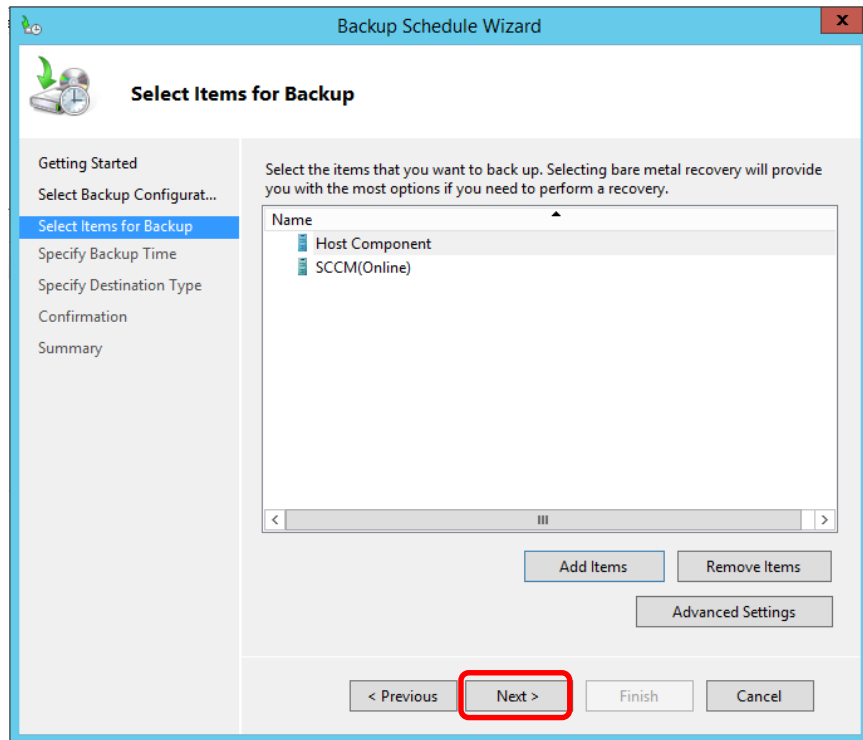 Backup Schedule Wizard
x
Select Items for Backup
Getting Started
Select Backup Configurat...
Select Items for Backup
Specify Backup Time
Specify Destination Type
Confirmation
Summary
Select the items that you want to back up. Selecting bare metal recovery will provide
you with the most options if you need to perform a recovery.
Name
Host Component
SCCM(Online)
Add Items
Remove Items
Advanced Settings
< Previous
Next >
Finish
Cancel